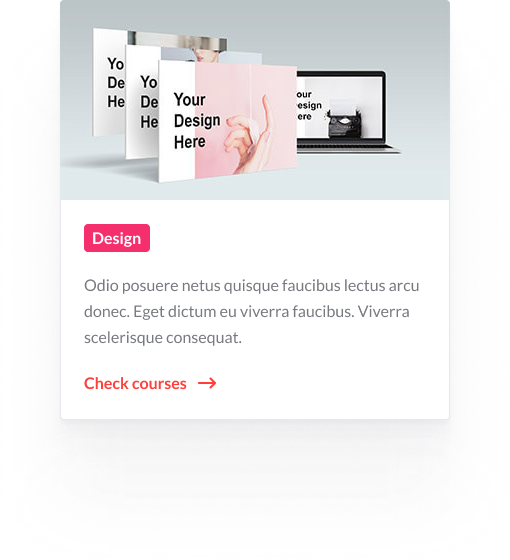 Yo
De
He
Yo
De
He
Your
Design
Here
our
esign
ere
Design
Odio posuere netus quisque faucibus lectus arcu
donec. Eget dictum eu viverra faucibus. Viverra
scelerisque consequat.
Check courses